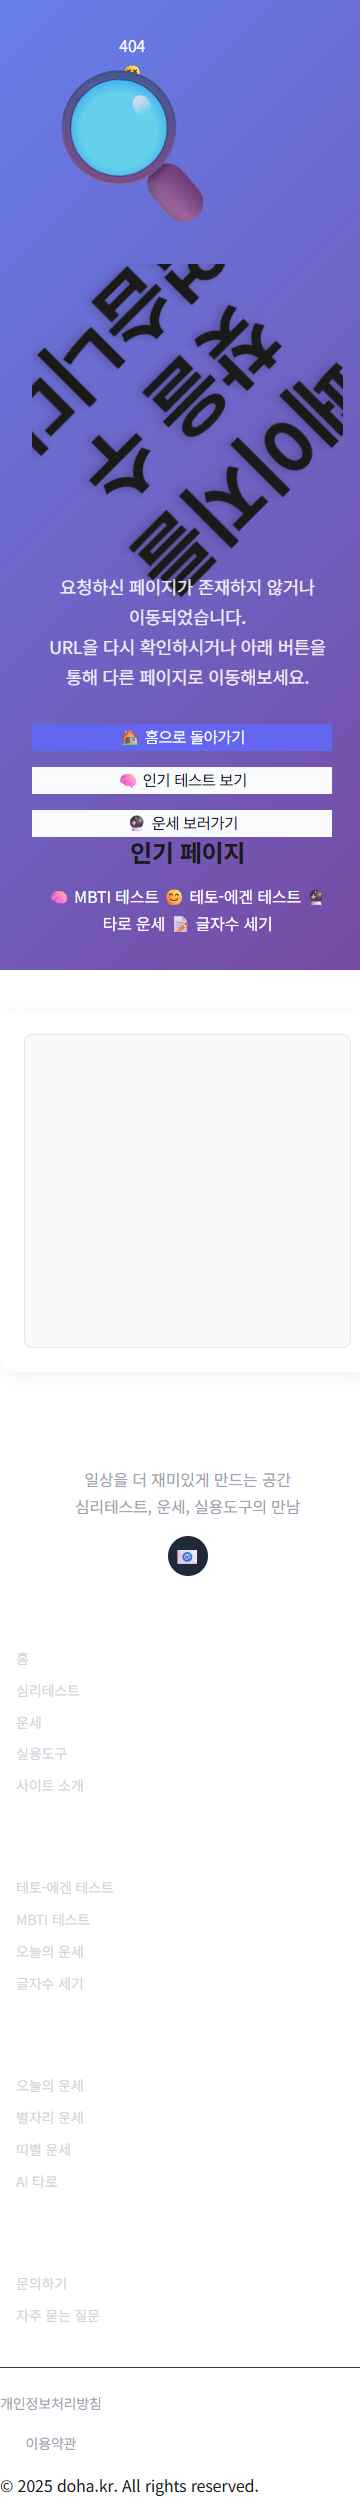 404
페이지를
찾을 수
습니
요청하신 페이지가 존재하지 않거나
이동되었습니다.
URL을 다시 확인하시거나 아래 버튼을
통해 다른 페이지로 이동해보세요.
홈으로 돌아가기
인기 테스트 보기
운세 보러가기
인기 페이지
MBTI 테스트 테토-에겐 테스트
타로 운세 글자수 세기
일상을 더 재미있게 만드는 공간
심리테스트, 운세, 실용도구의 만남
홈
심리테스트
운세
실용도구
사이트 소개
테토-에겐 테스트
MBTI 테스트
오늘의 운세
글자수 세기
오늘의 운세
별자리 운세
띠별 운세
AI 타로
문의하기
자주 묻는 질문
개인정보처리방침
이용약관
© 2025 doha.kr. All rights reserved.